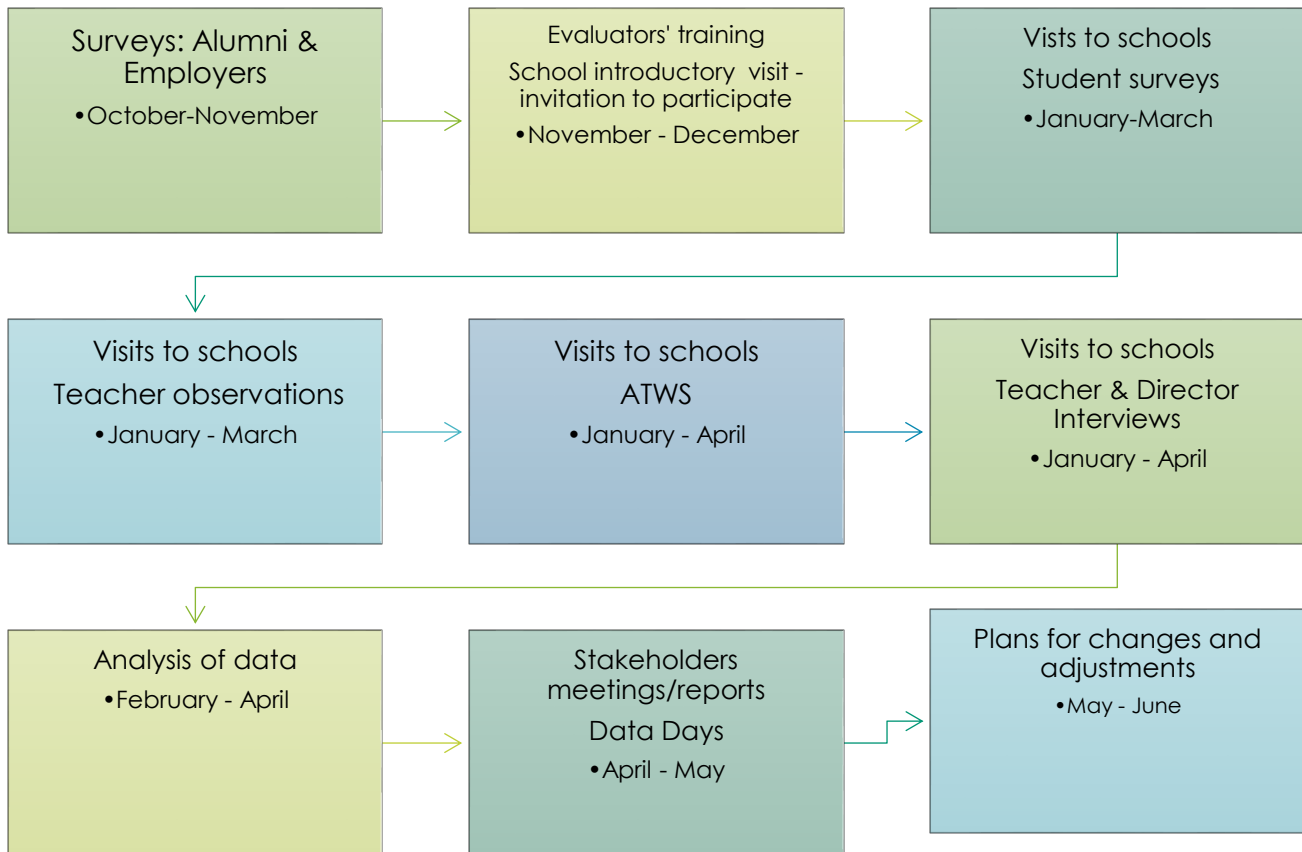 Surveys: Alumni &
Employers
•October-November
Evaluators' training
School introductory visit -
invitation to participate
•November - December
Vists to schools
Student surveys
•January-March
Visits to schools
Teacher observations
•January - March
Visits to schools
ATWS
•January - April
Visits to schools
Teacher & Director
Interviews
•January - April
Analysis of data
•February - April
Stakeholders
meetings/reports
Data Days
•April - May
Plans for changes and
adjustments
•May - June